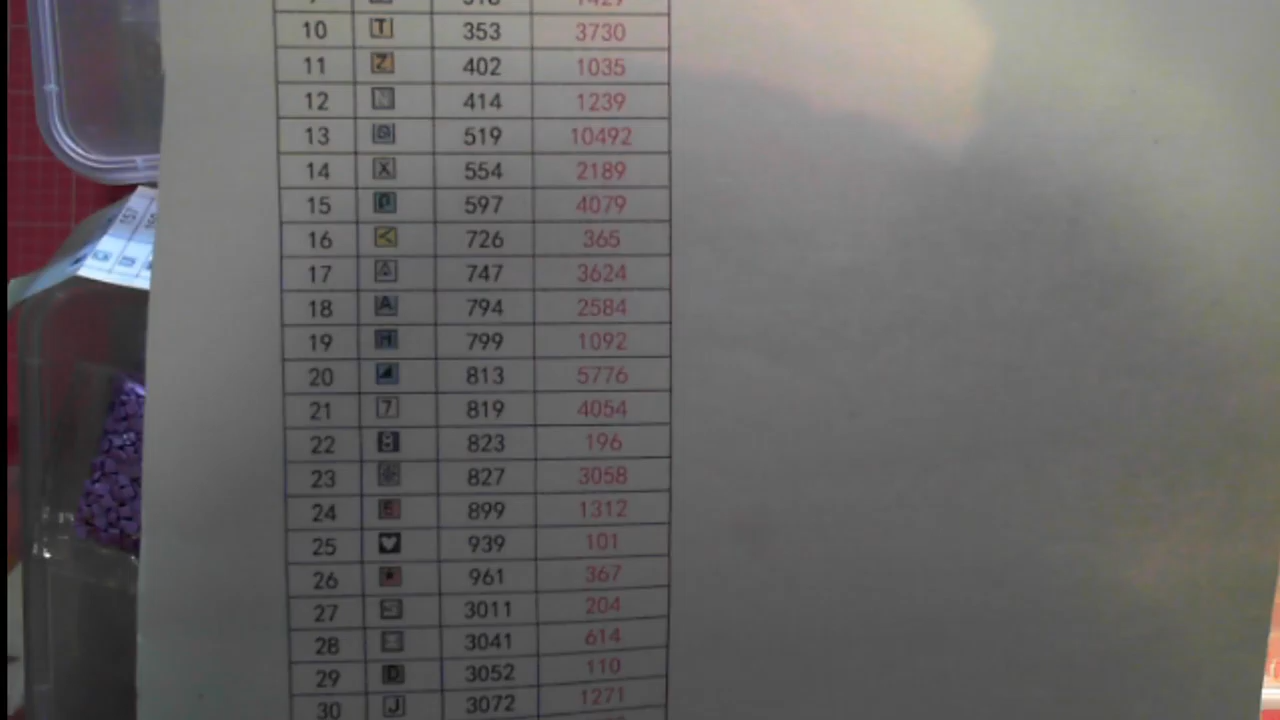 10 T 353 3730
11 Z 402 1035
12 N 414 1239
13 519 10492
14 X 554 2189
15 P 597 4079
16 < 726 365
17 747 3624
18 A 794 2584
19 H 799 1092
20 813 5776
21 7 819 4054
22 823 196
23 827 3058
24 899 1312
25 ♥ 939 101
26 961 367
27 3011 204
28 3041 614
29 D 3052 110
30 J 3072 1271
157